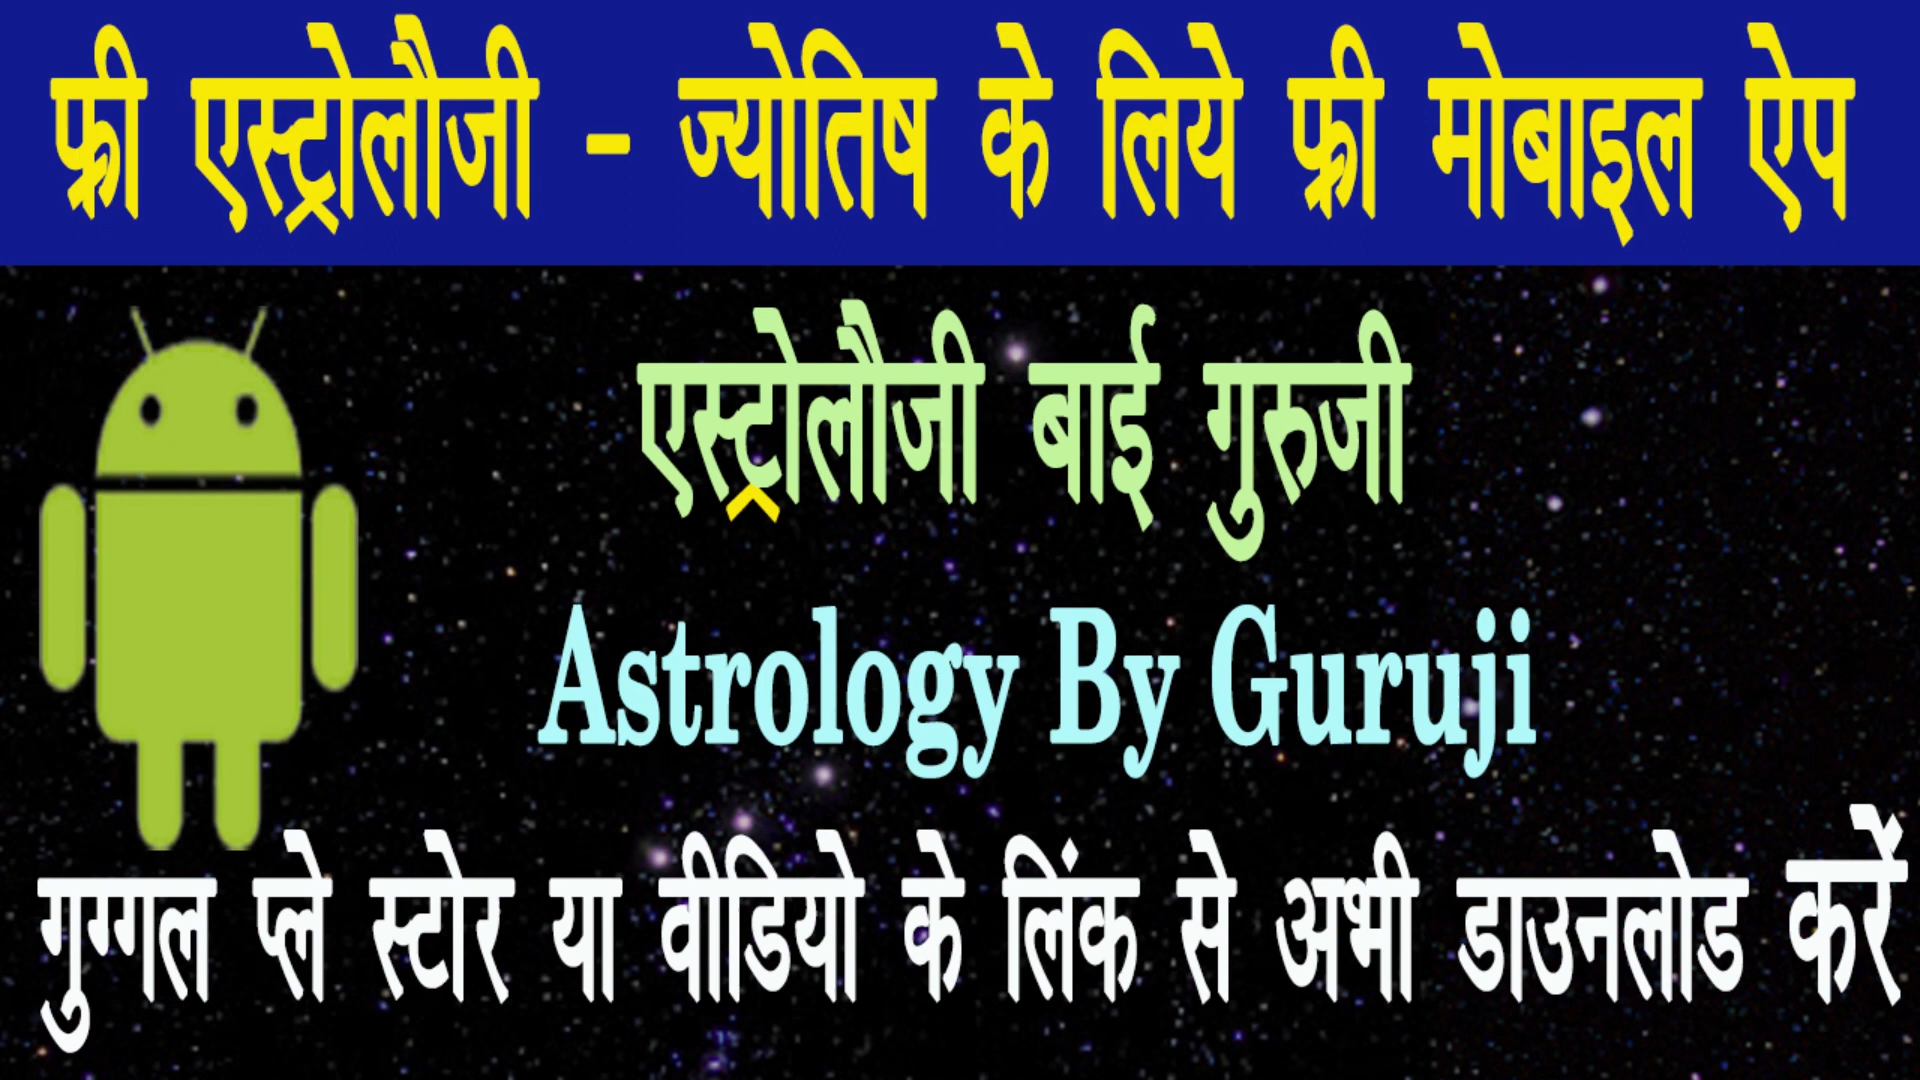 फ्री एस्ट्रोलौजी - ज्योतिष के लिये फ्री मोबाइल ऐप
एस्ट्रोलौजी बाई गुरुजी
Astrology By Guruji
गुग्गल प्ले स्टोर या वीडियो के लिंक से अभी डाउनलोड करें